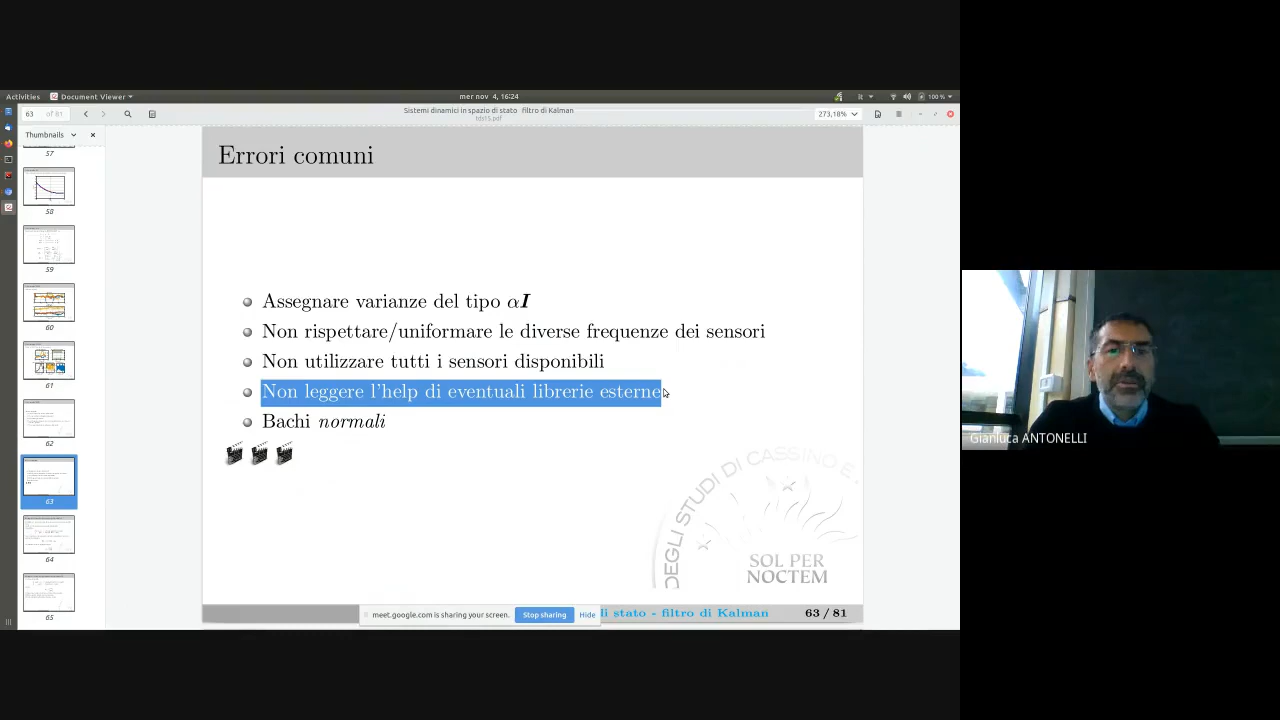 Activities
Document Viewer
mer nov 4, 16:24
63
of 81
Sistemi dinamici in spazio di stato filtro di Kalman
tds15.pdf
273,18%
100 %
Thumbnails
57
58
59
60
61
62
63
64
65
Errori comuni
Assegnare varianze del tipo αI
Non rispettare/uniformare le diverse frequenze dei sensori
Non utilizzare tutti i sensori disponibili
Non leggere l'help di eventuali librerie esterne
Bachi normali
DEGLI STUDI DI CASSINO E
SOL PER
NOCTEM
meet.google.com is sharing your screen.
Stop sharing
Hide
di stato - filtro di Kalman
63 / 81
Gianluca ANTONELLI